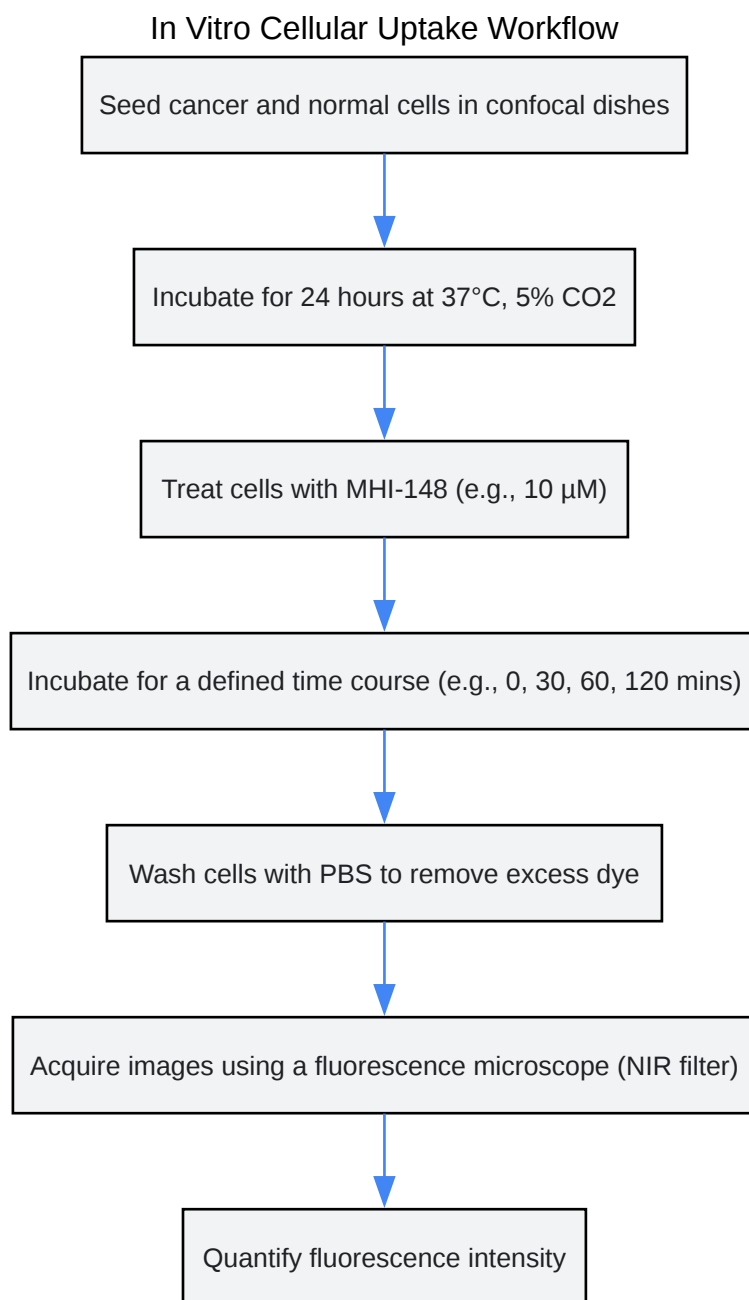 In Vitro Cellular Uptake Workflow
Seed cancer and normal cells in confocal dishes
Incubate for 24 hours at 37°C, 5% CO2
Treat cells with MHI-148 (e.g., 10 µM)
Incubate for a defined time course (e.g., 0, 30, 60, 120 mins)
Wash cells with PBS to remove excess dye
Acquire images using a fluorescence microscope (NIR filter)
Quantify fluorescence intensity